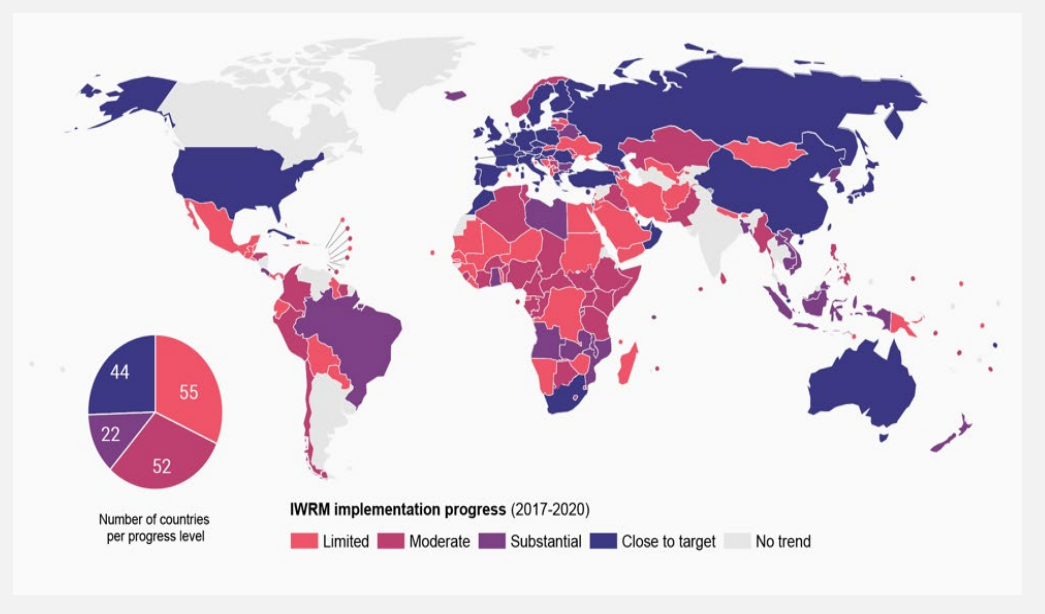 44
55
22
52
Number of countries
per progress level
IWRM implementation progress (2017-2020)
Limited Moderate Substantial Close to target No trend